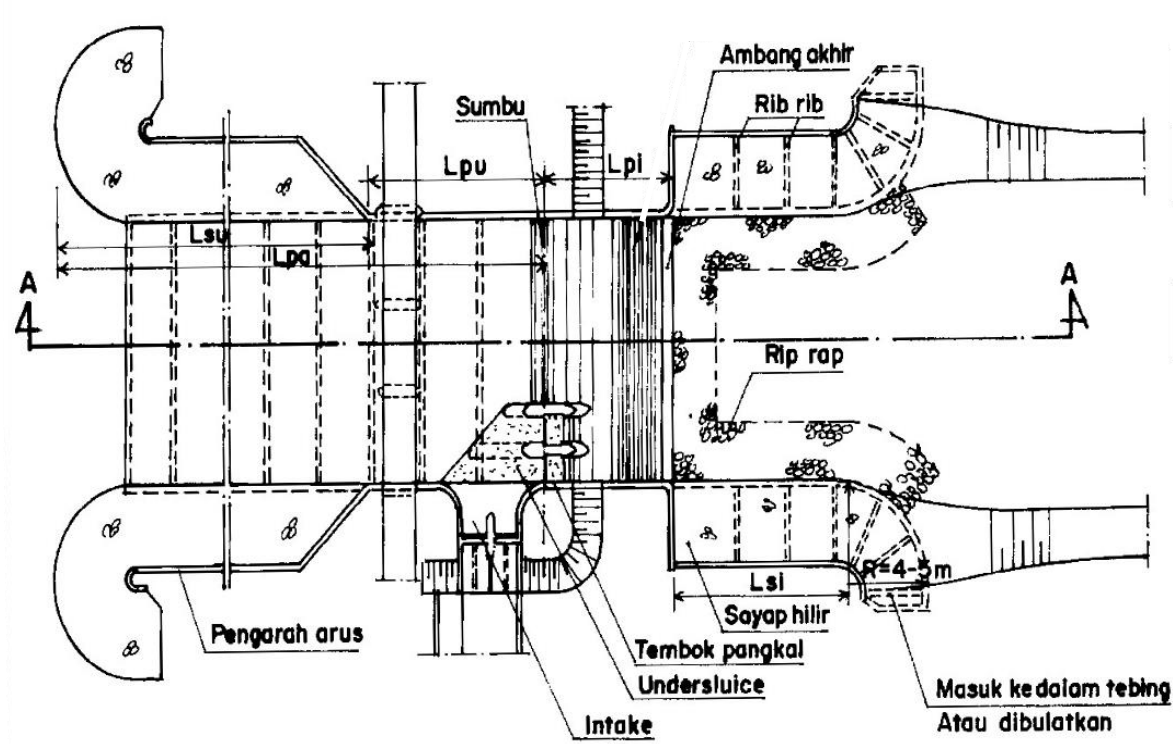 Ambang akhir
Sumbu
Rib rib
Lpu
Lpi
Lsu
Lpa
A
A
Rip rap
R=4-5m
Lsi
Sayap hilir
Pengarah arus
Tembok pangkal
Undersluice
Intake
Masuk kedalam tebing
Atau dibulatkan